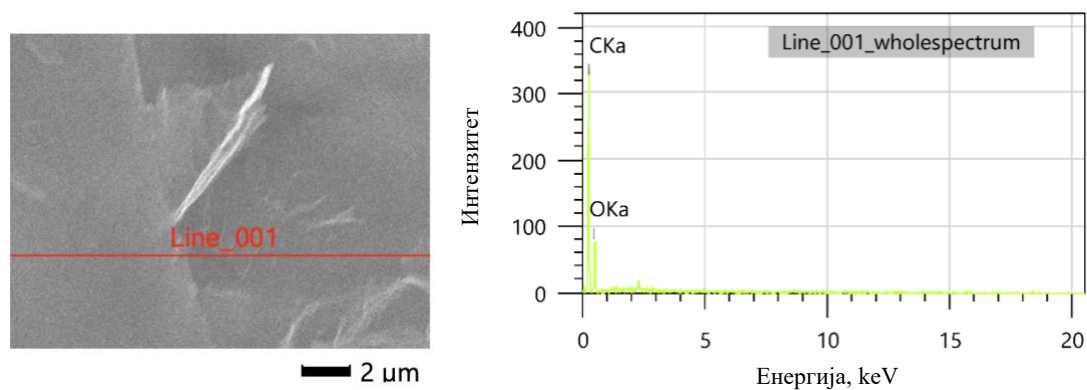 Line_001
2 μm
Line_001_wholespectrum
CKa
OKa
400
300
200
100
0
0
5
10
15
20
Интензитет
Енергија, keV